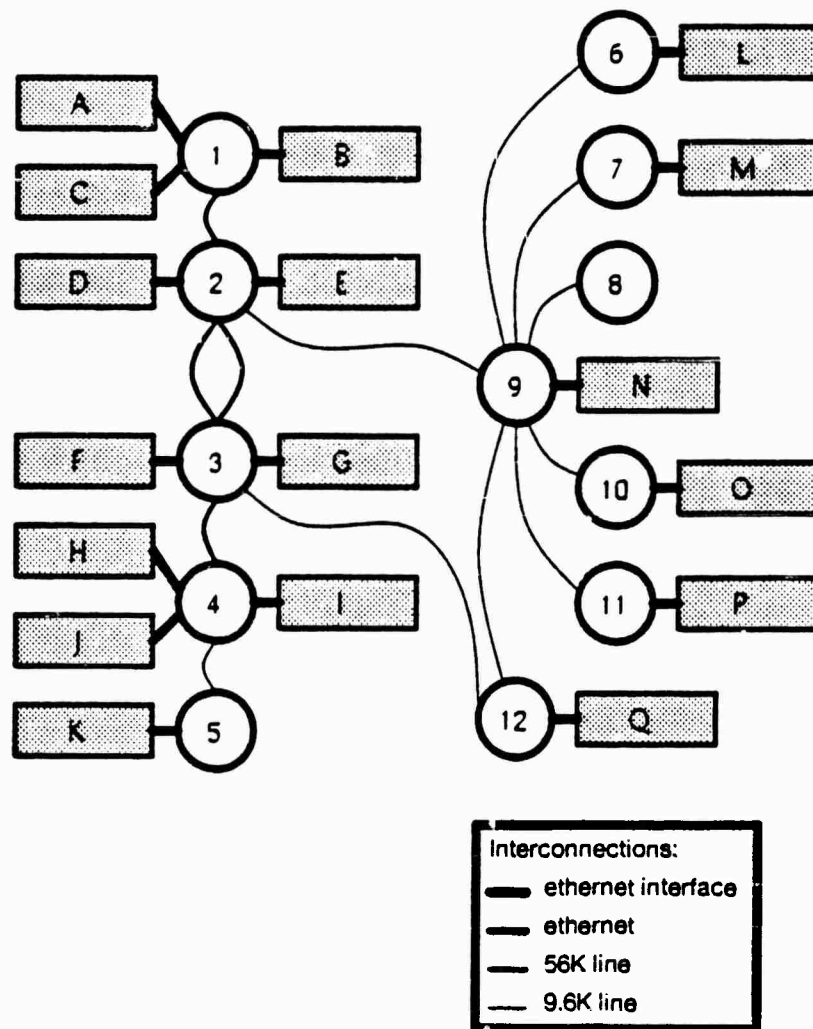 6 L
A
1 B
7 M
C
D 2 E
8
9 N
F 3 G
10 O
H
4 I
11 P
J
K 5
12 Q
Interconnections:
ethernet interface
ethernet
56K line
9.6K line